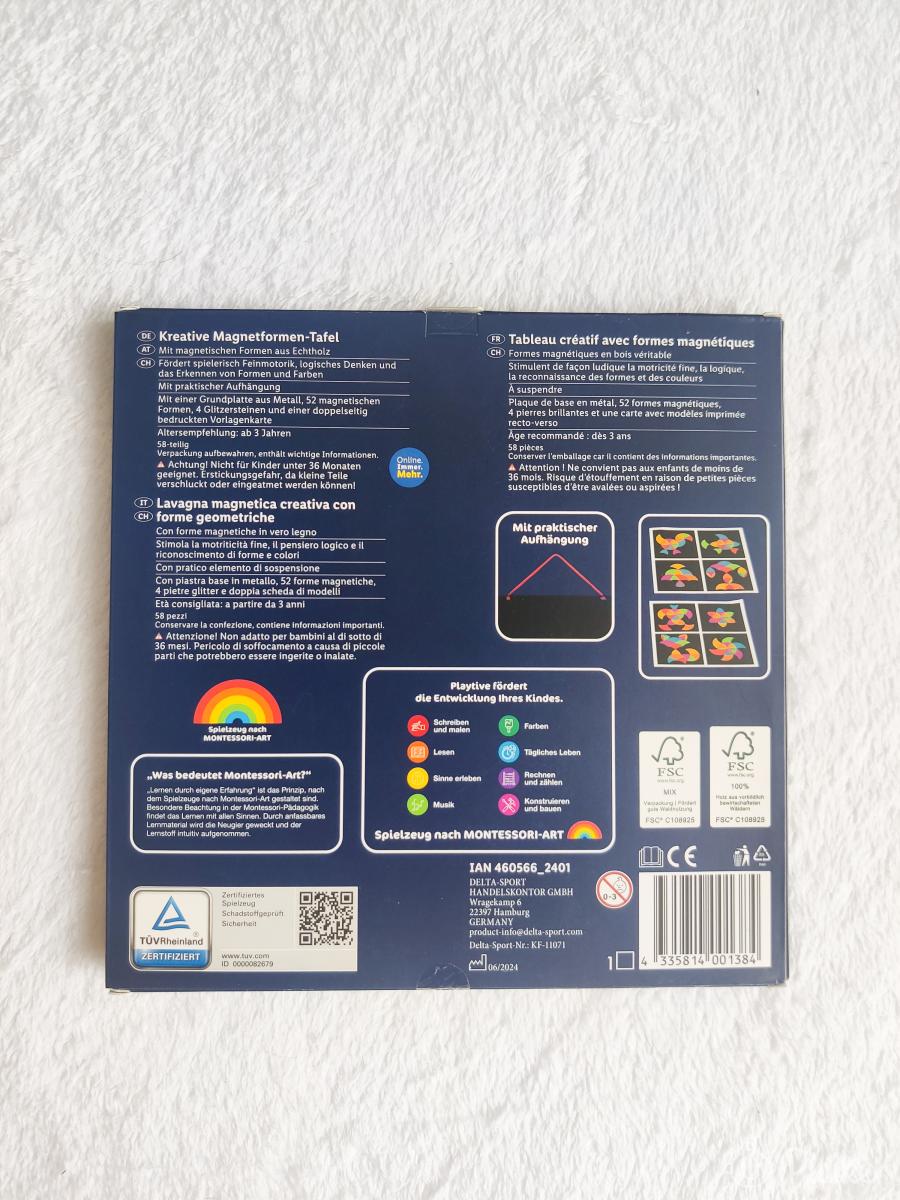 DE Kreative Magnetformen-Tafel
AT Mit magnetischen Formen aus Echtholz
CH Fördert spielerisch Feinmotorik, logisches Denken und
das Erkennen von Formen und Farben
Mit praktischer Aufhängung
Mit einer Grundplatte aus Metall, 52 magnetischen
Formen, 4 Glitzersteinen und einer doppelseitig
bedruckten Vorlagenkarte
Altersempfehlung: ab 3 Jahren
58-teilig
Verpackung aufbewahren, enthält wichtige Informationen.
Achtung! Nicht für Kinder unter 36 Monaten
geeignet. Erstickungsgefahr, da kleine Teile
verschluckt oder eingeatmet werden können!
Online.
Immer.
Mehr.
IT Lavagna magnetica creativa con
CH forme geometriche
Con forme magnetiche in vero legno
Stimola la motricità fine, il pensiero logico e il
riconoscimento di forme e colori
Con pratico elemento di sospensione
Con piastra base in metallo, 52 forme magnetiche,
4 pietre glitter e doppia scheda di modelli
Età consigliata: a partire da 3 anni
58 pezzi
Conservare la confezione, contiene informazioni importanti.
Attenzione! Non adatto per bambini al di sotto di
36 mesi. Pericolo di soffocamento a causa di piccole
parti che potrebbero essere ingerite o inalate.
FR Tableau créatif avec formes magnétiques
CH Formes magnétiques en bois véritable
Stimulent de façon ludique la motricité fine, la logique,
la reconnaissance des formes et des couleurs
À suspendre
Plaque de base en métal, 52 formes magnétiques,
4 pierres brillantes et une carte avec modèles imprimée
recto-verso
Âge recommandé : dès 3 ans
58 pièces
Conserver l'emballage car il contient des informations importantes.
Attention ! Ne convient pas aux enfants de moins de
36 mois. Risque d'étouffement en raison de petites pièces
susceptibles d'être avalées ou aspirées !
Mit praktischer
Aufhängung
Spielzeug nach
MONTESSORI-ART
„Was bedeutet Montessori-Art?“
„Lernen durch eigene Erfahrung“ ist das Prinzip, nach
dem Spielzeuge nach Montessori-Art gestaltet sind.
Besondere Beachtung in der Montessori-Pädagogik
findet das Lernen mit allen Sinnen. Durch anfassbares
Lernmaterial wird die Neugier geweckt und der
Lernstoff intuitiv aufgenommen.
Playtive fördert
die Entwicklung Ihres Kindes.
Schreiben
und malen
Farben
Lesen
Tägliches Leben
Sinne erleben
Rechnen
und zählen
Musik
Konstruieren
und bauen
Spielzeug nach MONTESSORI-ART
FSC
www.fsc.org
MIX
Verpackung | Fördert
gute Waldnutzung
FSC® C108925
FSC
www.fsc.org
100%
Holz aus vorbildlich
bewirtschafteten
Wäldern
FSC® C108925
CE
TÜVRheinland
ZERTIFIZIERT
Zertifiziertes
Spielzeug
Schadstoffgeprüft
Sicherheit
www.tuv.com
ID 0000082679
IAN 460566_2401
DELTA-SPORT
HANDELSKONTOR GMBH
Wragekamp 6
22397 Hamburg
GERMANY
product-info@delta-sport.com
Delta-Sport-Nr.: KF-11071
06/2024
0-3
1
4 335814 001384